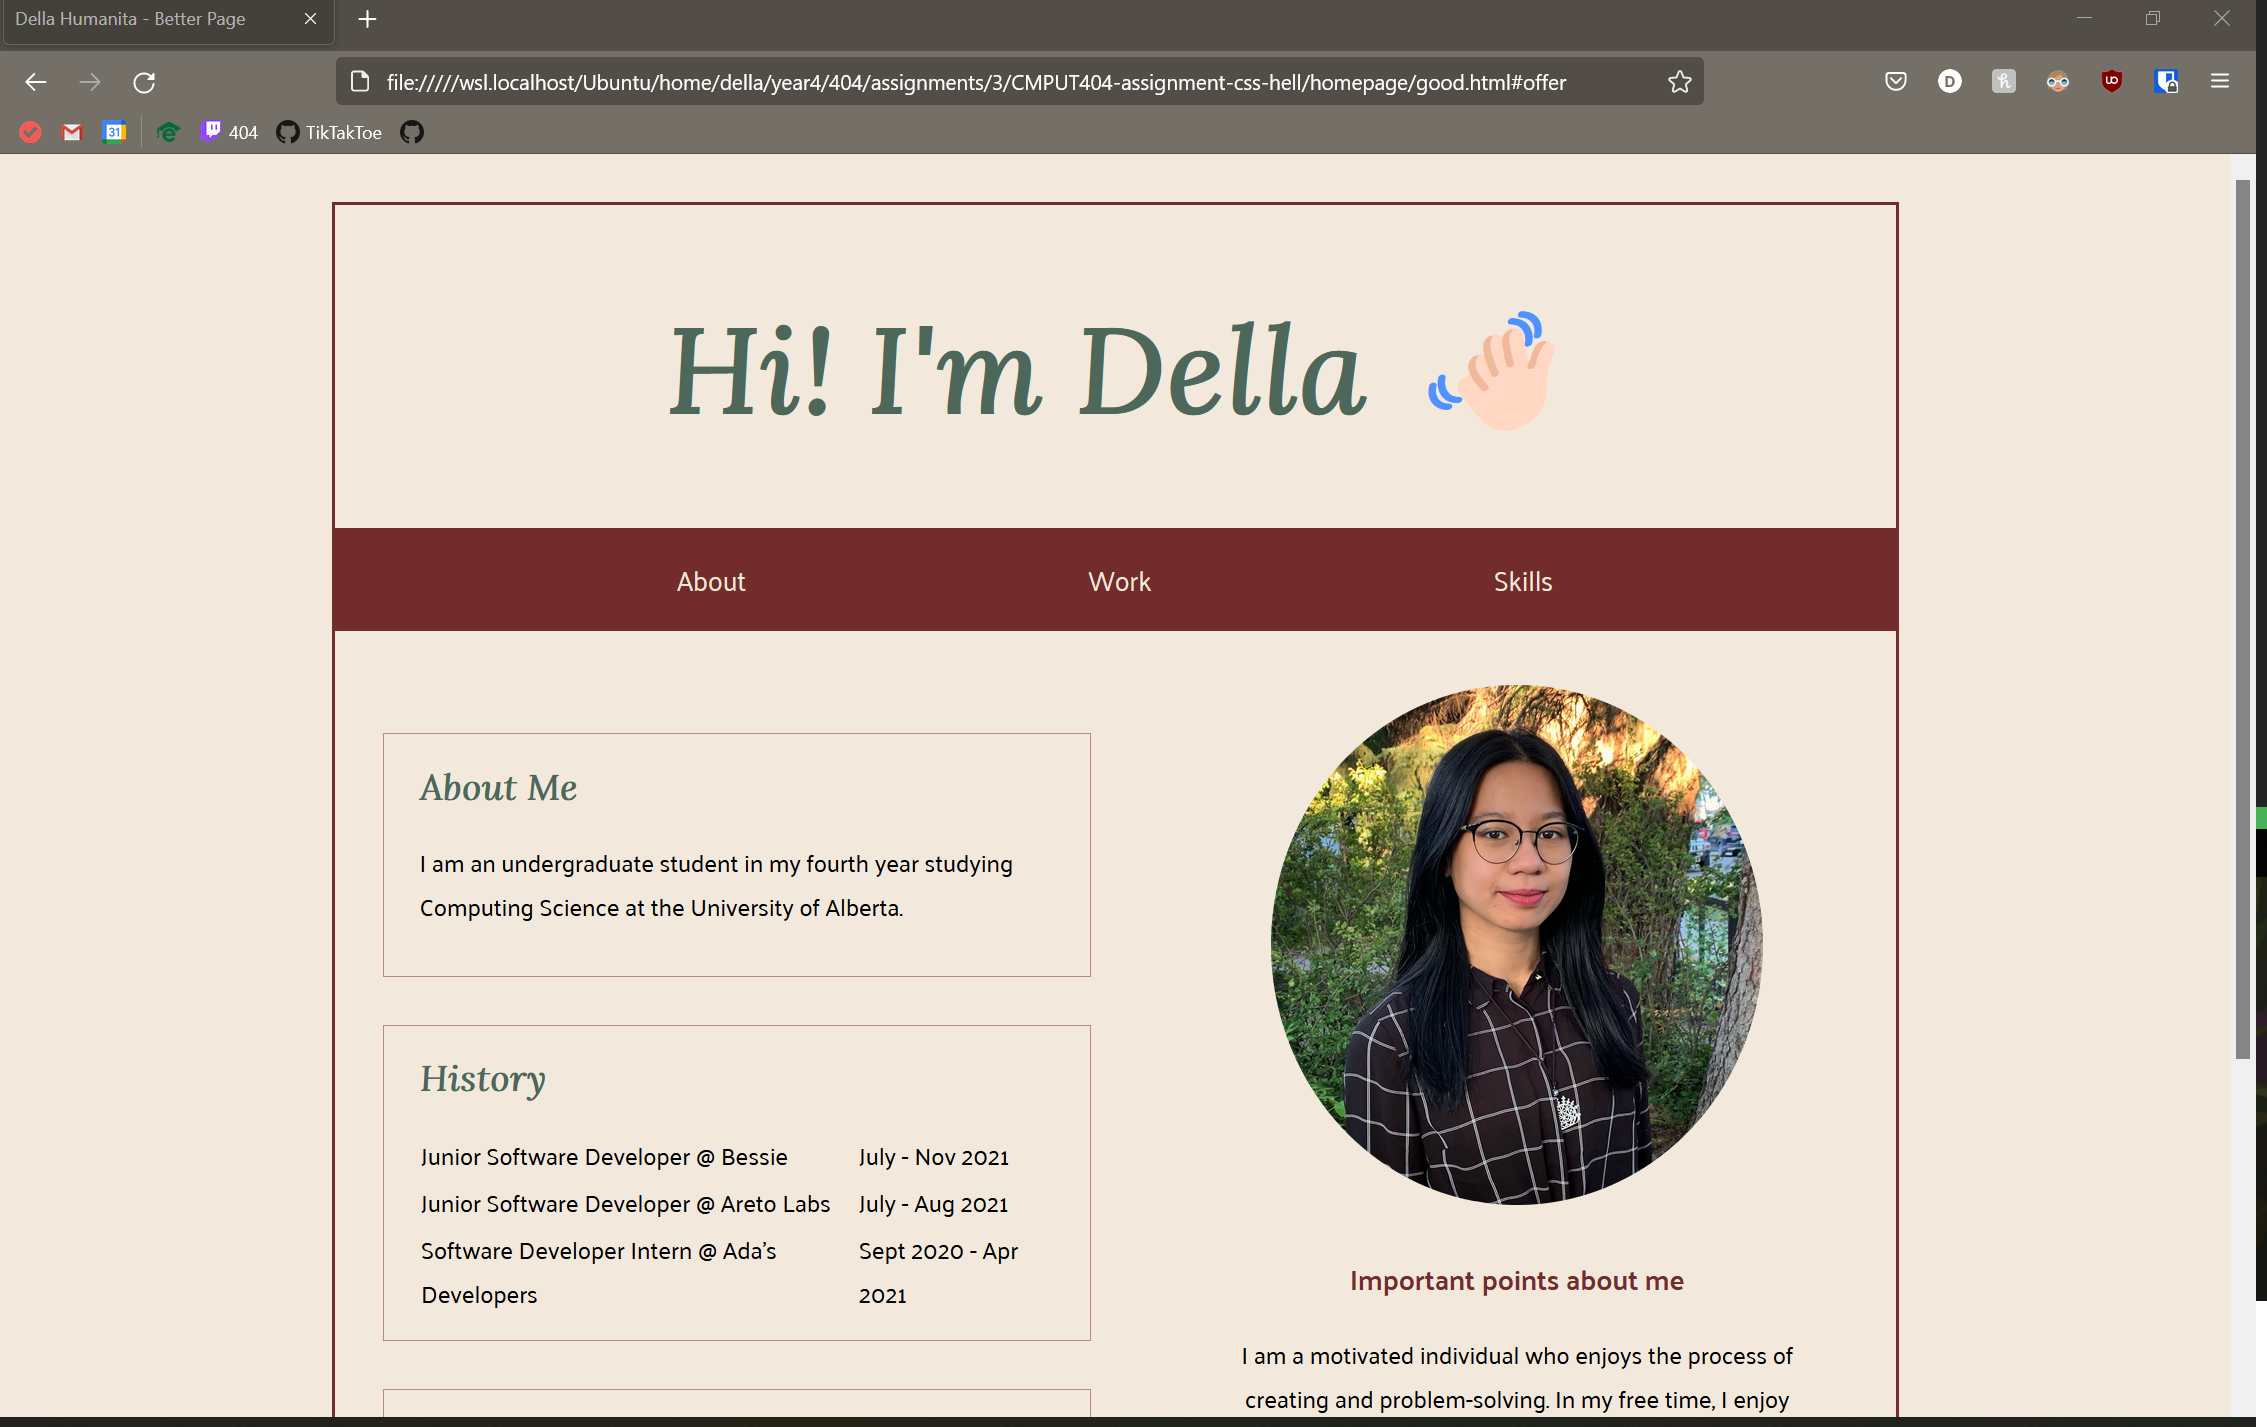 Della Humanita - Better Page
file://///wsl.localhost/Ubuntu/home/della/year4/404/assignments/3/CMPUT404-assignment-css-hell/homepage/good.html#offer
D
31
404
TikTakToe
Hi! I'm Della
About
Work
Skills
About Me
I am an undergraduate student in my fourth year studying
Computing Science at the University of Alberta.
History
Junior Software Developer @ Bessie July - Nov 2021
Junior Software Developer @ Areto Labs July - Aug 2021
Software Developer Intern @ Ada's Sept 2020 - Apr
Developers 2021
Important points about me
I am a motivated individual who enjoys the process of
creating and problem-solving. In my free time, I enjoy